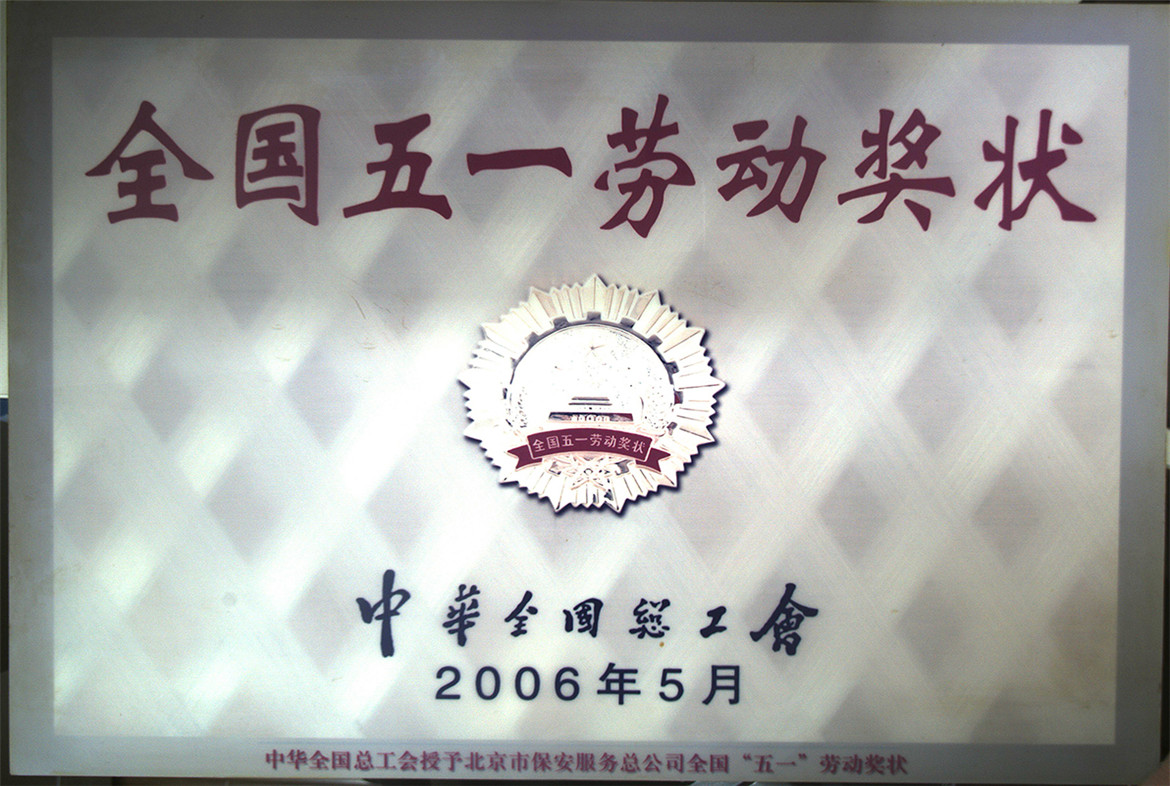 全国五一劳动奖状
全国五一劳动奖状
中華全國總工會
2006年5月
中华全国总工会授予北京市保安服务总公司全国“五一”劳动奖状